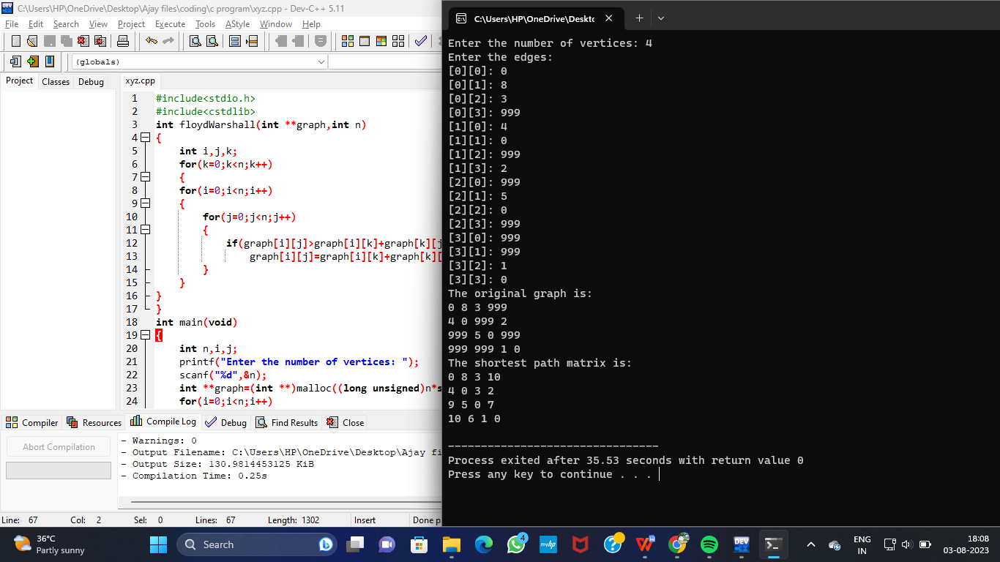 C:\Users\HP\OneDrive\Desktop\Ajay files\coding\c program\xyz.cpp - Dev-C++ 5.11
File Edit Search View Project Execute Tools AStyle Window Help
(globals)
Project Classes Debug
xyz.cpp
1 #include<stdio.h>
2 #include<cstdlib>
3 int floydWarshall(int **graph,int n)
4 {
5 int i,j,k;
6 for(k=0;k<n;k++)
7 {
8 for(i=0;i<n;i++)
9 {
10 for(j=0;j<n;j++)
11 {
12 if(graph[i][j]>graph[i][k]+graph[k][j
13 graph[i][j]=graph[i][k]+graph[k][
14 }
15 }
16 }
17 }
18 int main(void)
19 {
20 int n,i,j;
21 printf("Enter the number of vertices: ");
22 scanf("%d",&n);
23 int **graph=(int **)malloc((long unsigned)n*s
24 for(i=0;i<n;i++)
Compiler Resources Compile Log Debug Find Results Close
Abort Compilation
- Warnings: 0
- Output Filename: C:\Users\HP\OneDrive\Desktop\Ajay fi
- Output Size: 130.9814453125 KiB
- Compilation Time: 0.25s
Line: 67 Col: 2 Sel: 0 Lines: 67 Length: 1302 Insert Done p
C:\Users\HP\OneDrive\Deskto
Enter the number of vertices: 4
Enter the edges:
[0][0]: 0
[0][1]: 8
[0][2]: 3
[0][3]: 999
[1][0]: 4
[1][1]: 0
[1][2]: 999
[1][3]: 2
[2][0]: 999
[2][1]: 5
[2][2]: 0
[2][3]: 999
[3][0]: 999
[3][1]: 999
[3][2]: 1
[3][3]: 0
The original graph is:
0 8 3 999
4 0 999 2
999 5 0 999
999 999 1 0
The shortest path matrix is:
0 8 3 10
4 0 3 2
9 5 0 7
10 6 1 0
--------------------------------
Process exited after 35.53 seconds with return value 0
Press any key to continue . . .
36°C
Partly sunny
Search
4
myhp
DEV
ENG
IN
18:08
03-08-2023